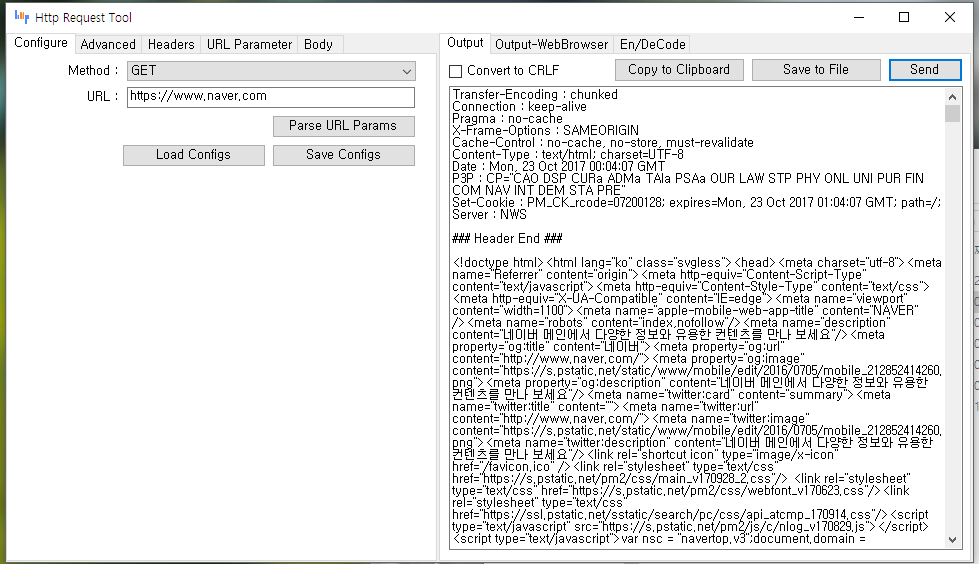 Http Request Tool
Configure
Advanced
Headers
URL Parameter
Body
Method :
GET
URL :
https://www.naver.com
Parse URL Params
Load Configs
Save Configs
Output
Output-WebBrowser
En/DeCode
Convert to CRLF
Copy to Clipboard
Save to File
Send
Transfer-Encoding : chunked
Connection : keep-alive
Pragma : no-cache
X-Frame-Options : SAMEORIGIN
Cache-Control : no-cache, no-store, must-revalidate
Content-Type : text/html; charset=UTF-8
Date : Mon, 23 Oct 2017 00:04:07 GMT
P3P : CP="CAO DSP CURa ADMa TAIa PSAa OUR LAW STP PHY ONL UNI PUR FIN
COM NAV INT DEM STA PRE"
Set-Cookie : PM_CK_rcode=07200128; expires=Mon, 23 Oct 2017 01:04:07 GMT; path=/;
Server : NWS
### Header End ###
<!doctype html><html lang="ko" class="svgless"><head><meta charset="utf-8"><meta
name="Referrer" content="origin"><meta http-equiv="Content-Script-Type"
content="text/javascript"><meta http-equiv="Content-Style-Type" content="text/css">
<meta http-equiv="X-UA-Compatible" content="IE=edge"><meta name="viewport"
content="width=1100"><meta name="apple-mobile-web-app-title" content="NAVER"
/><meta name="robots" content="index,nofollow"/><meta name="description"
content="네이버 메인에서 다양한 정보와 유용한 컨텐츠를 만나 보세요"/><meta
property="og:title" content="네이버"><meta property="og:url"
content="http://www.naver.com/"><meta property="og:image"
content="https://s.pstatic.net/static/www/mobile/edit/2016/0705/mobile_212852414260.
png"><meta property="og:description" content="네이버 메인에서 다양한 정보와 유용한
컨텐츠를 만나 보세요"/><meta name="twitter:card" content="summary"><meta
name="twitter:title" content=""><meta name="twitter:url"
content="http://www.naver.com/"><meta name="twitter:image"
content="https://s.pstatic.net/static/www/mobile/edit/2016/0705/mobile_212852414260.
png"><meta name="twitter:description" content="네이버 메인에서 다양한 정보와 유용한
컨텐츠를 만나 보세요"/><link rel="shortcut icon" type="image/x-icon"
href="/favicon.ico" /><link rel="stylesheet" type="text/css"
href="https://s.pstatic.net/pm2/css/main_v170928_2.css"/> <link rel="stylesheet"
type="text/css" href="https://s.pstatic.net/pm2/css/webfont_v170623.css"/><link
rel="stylesheet" type="text/css"
href="https://ssl.pstatic.net/sstatic/search/pc/css/api_atcmp_170914.css"/><script
type="text/javascript" src="https://s.pstatic.net/pm2/js/c/nlog_v170829.js"></script>
<script type="text/javascript">var nsc = "navertop.v3";document.domain =